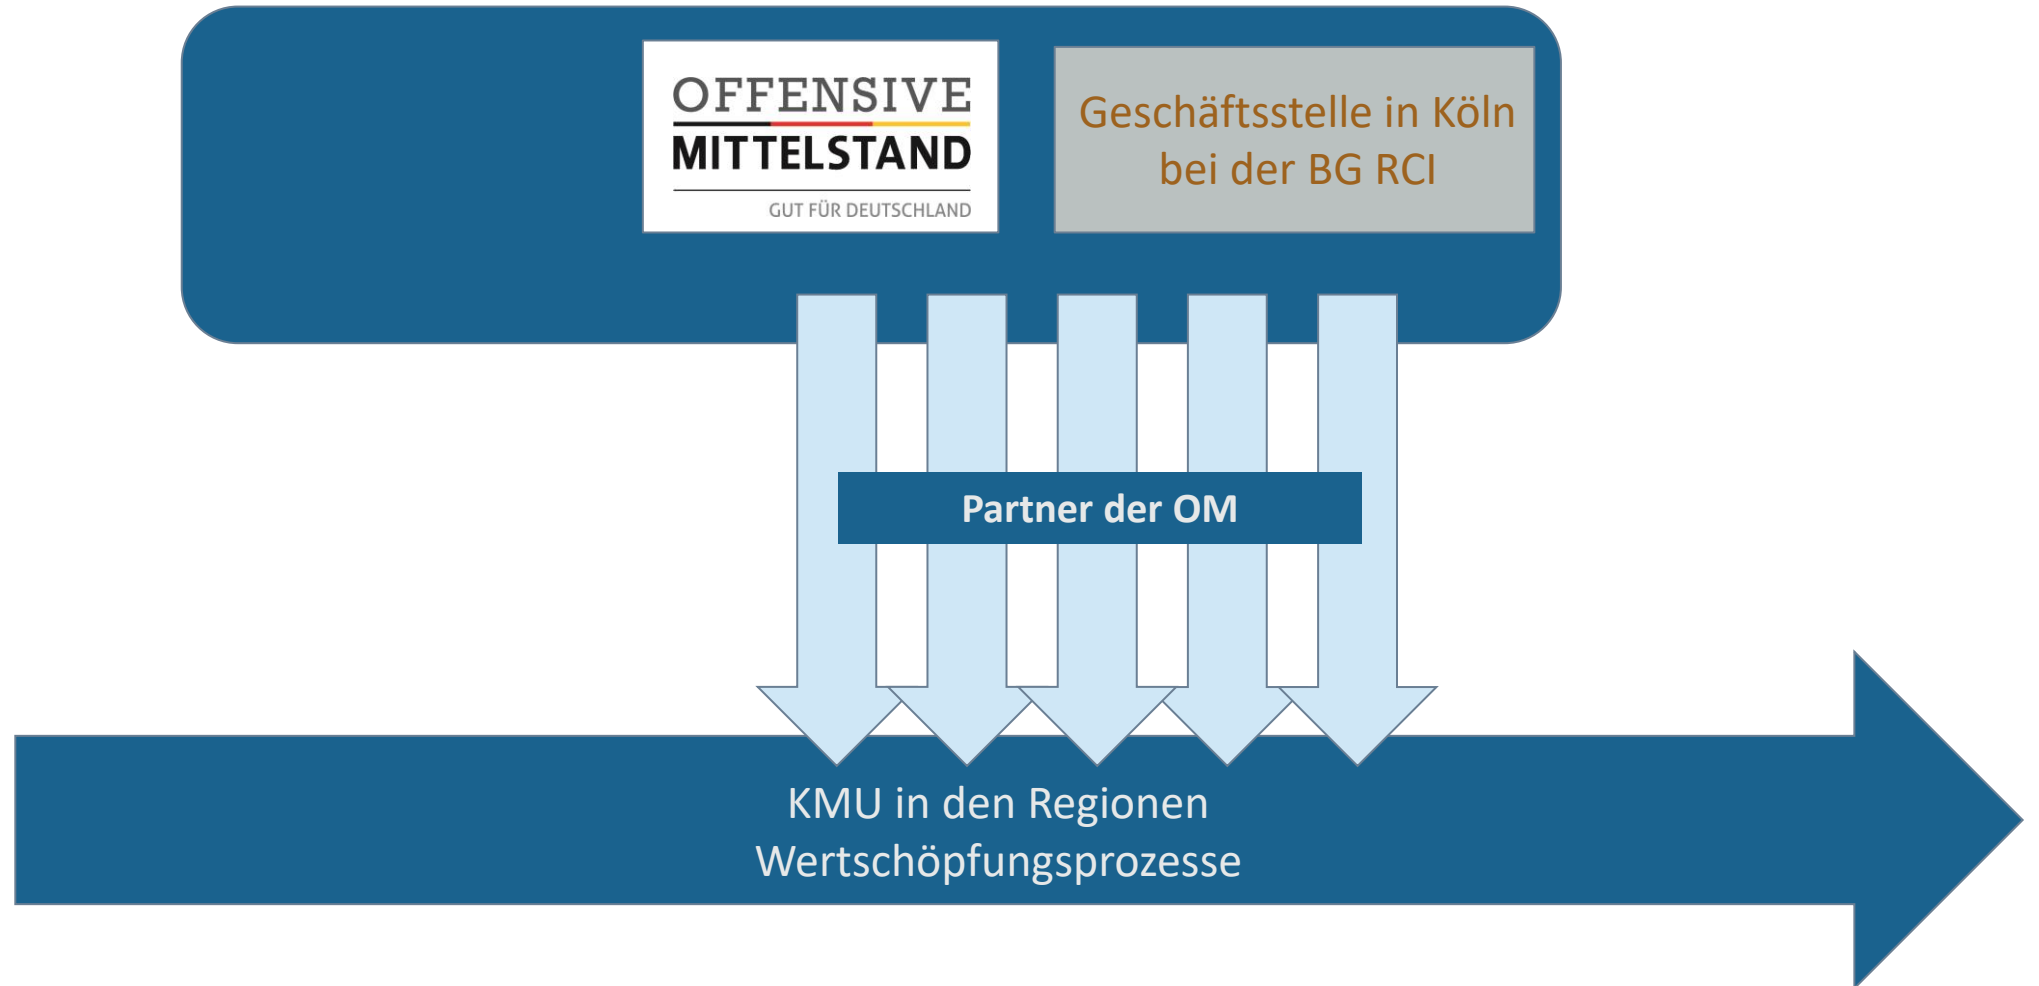 OFFENSIVE
MITTELSTAND
GUT FÜR DEUTSCHLAND
Geschäftsstelle in Köln
bei der BG RCI
Partner der OM
KMU in den Regionen
Wertschöpfungsprozesse